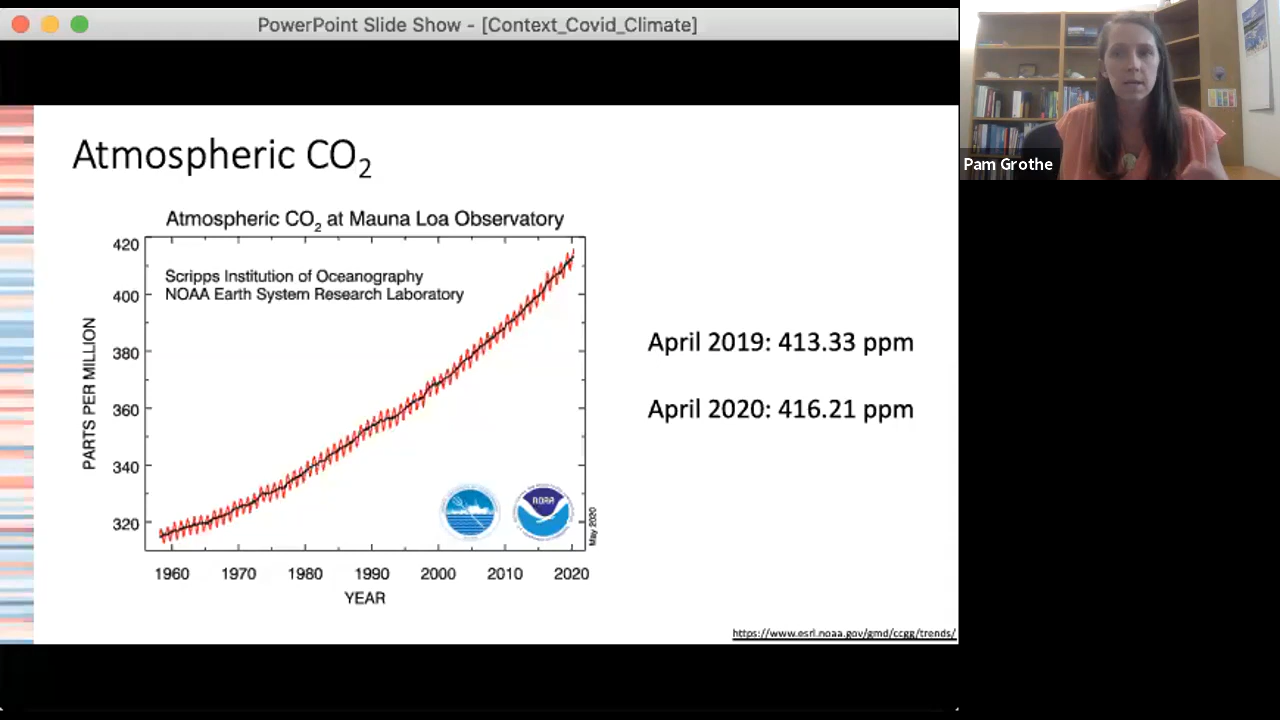 PowerPoint Slide Show - [Context_Covid_Climate]
Pam Grothe
Atmospheric CO₂
Atmospheric CO₂ at Mauna Loa Observatory
Scripps Institution of Oceanography
NOAA Earth System Research Laboratory
PARTS PER MILLION
420
400
380
360
340
320
1960 1970 1980 1990 2000 2010 2020
YEAR
NOAA
May 2020
April 2019: 413.33 ppm
April 2020: 416.21 ppm
https://www.esrl.noaa.gov/gmd/ccgg/trends/